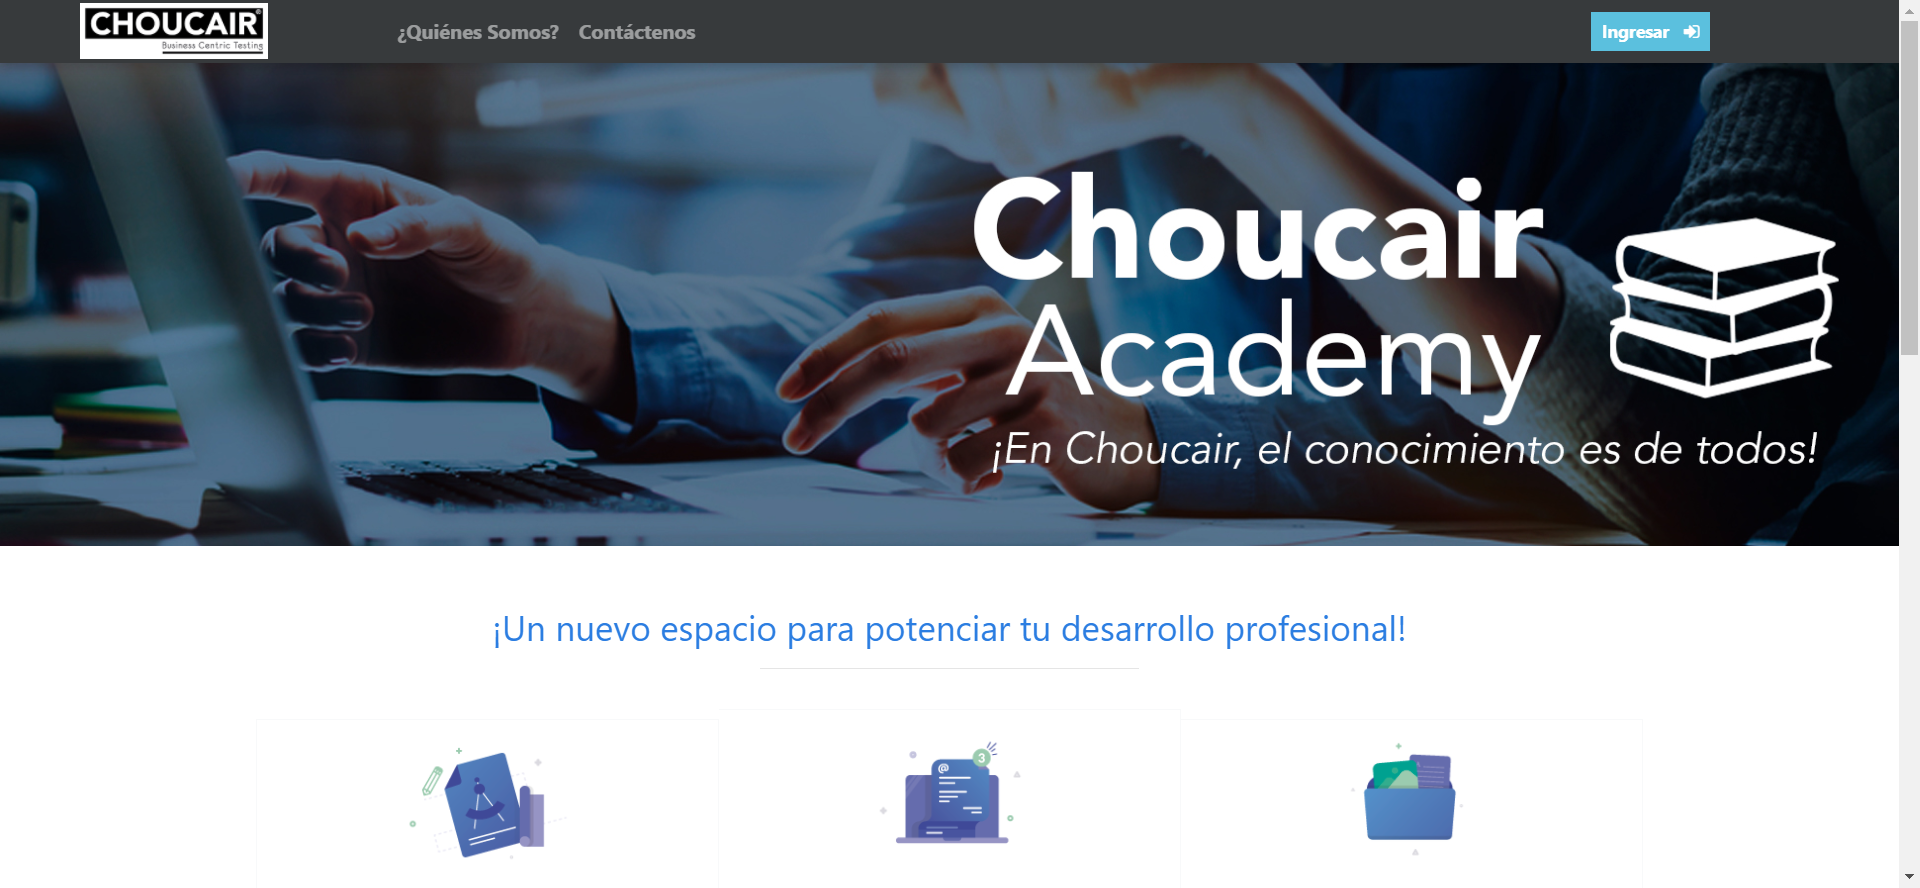 CHOUCAIR®
Business Centric Testing
¿Quiénes Somos?
Contáctenos
Ingresar
Choucair
Academy
¡En Choucair, el conocimiento es de todos!
¡Un nuevo espacio para potenciar tu desarrollo profesional!
@
3